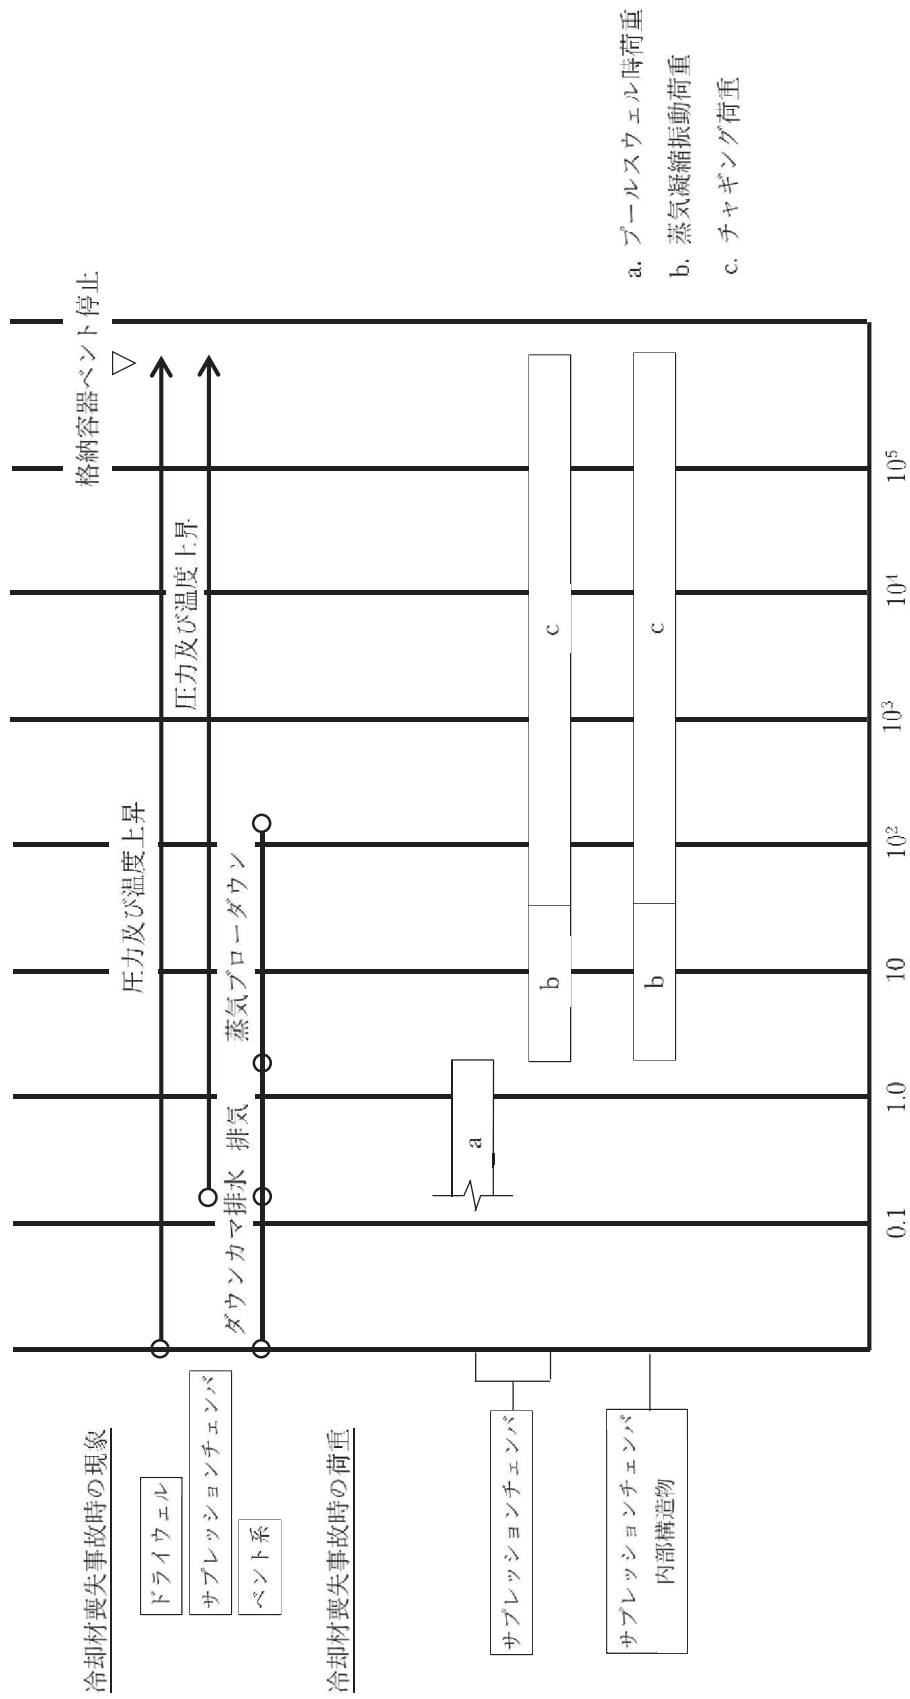 冷却材喪失事故時の現象
格納容器ベント停止
▽
ドライウェル
圧力及び温度上昇
サプレッションチェンバ
圧力及び温度上昇
ベント系
ダウンカマ排水 排気 蒸気ブローダウン
冷却材喪失事故時の荷重
サプレッションチェンバ
a
b
c
サプレッションチェンバ
内部構造物
b
c
0.1
1.0
10
10²
10³
10⁴
10⁵
a. プールスウェル時荷重
b. 蒸気凝縮振動荷重
c. チャギング荷重